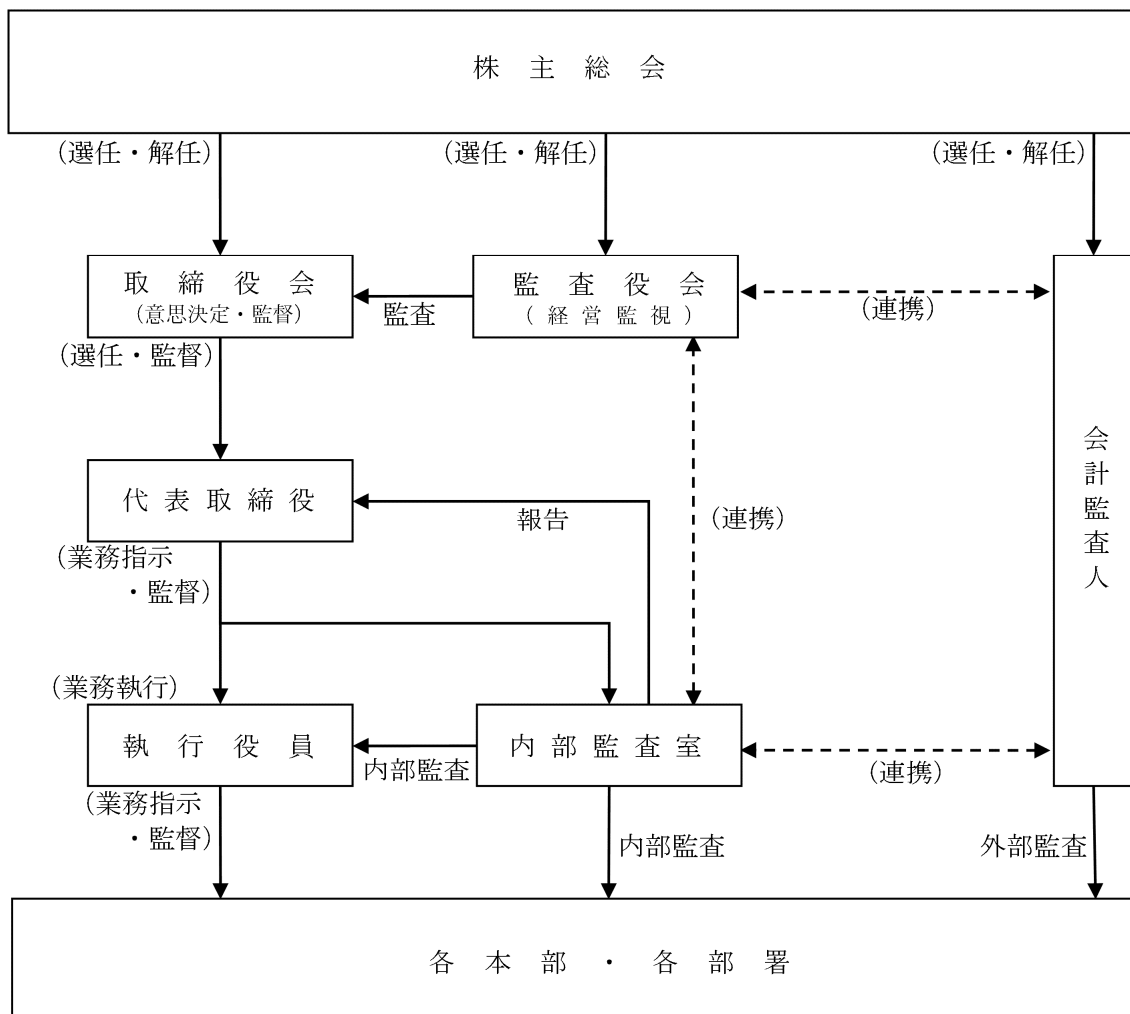 株主総会
(選任・解任)
(選任・解任)
(選任・解任)
取締役会
(意思決定・監督)
監査
監査役会
(経営監視)
(連携)
(選任・監督)
会計監査人
代表取締役
報告
(連携)
(業務指示
・監督)
(業務執行)
執行役員
内部監査
内部監査室
(連携)
(業務指示
・監督)
内部監査
外部監査
各本部・各部署